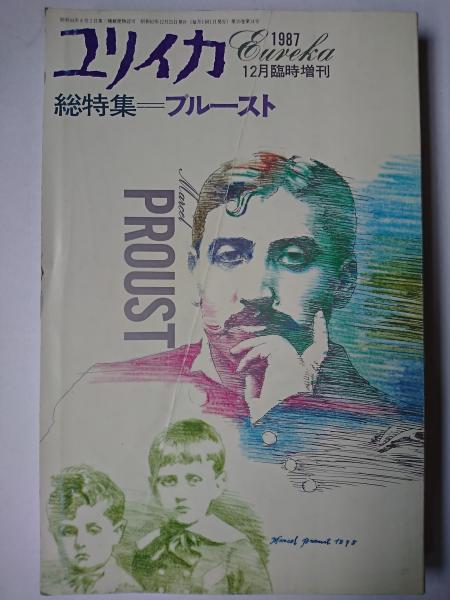 ユリイカ
Eureka
1987
12月臨時増刊
総特集=プルースト
Marcel
PROUST
Marcel Proust 1895